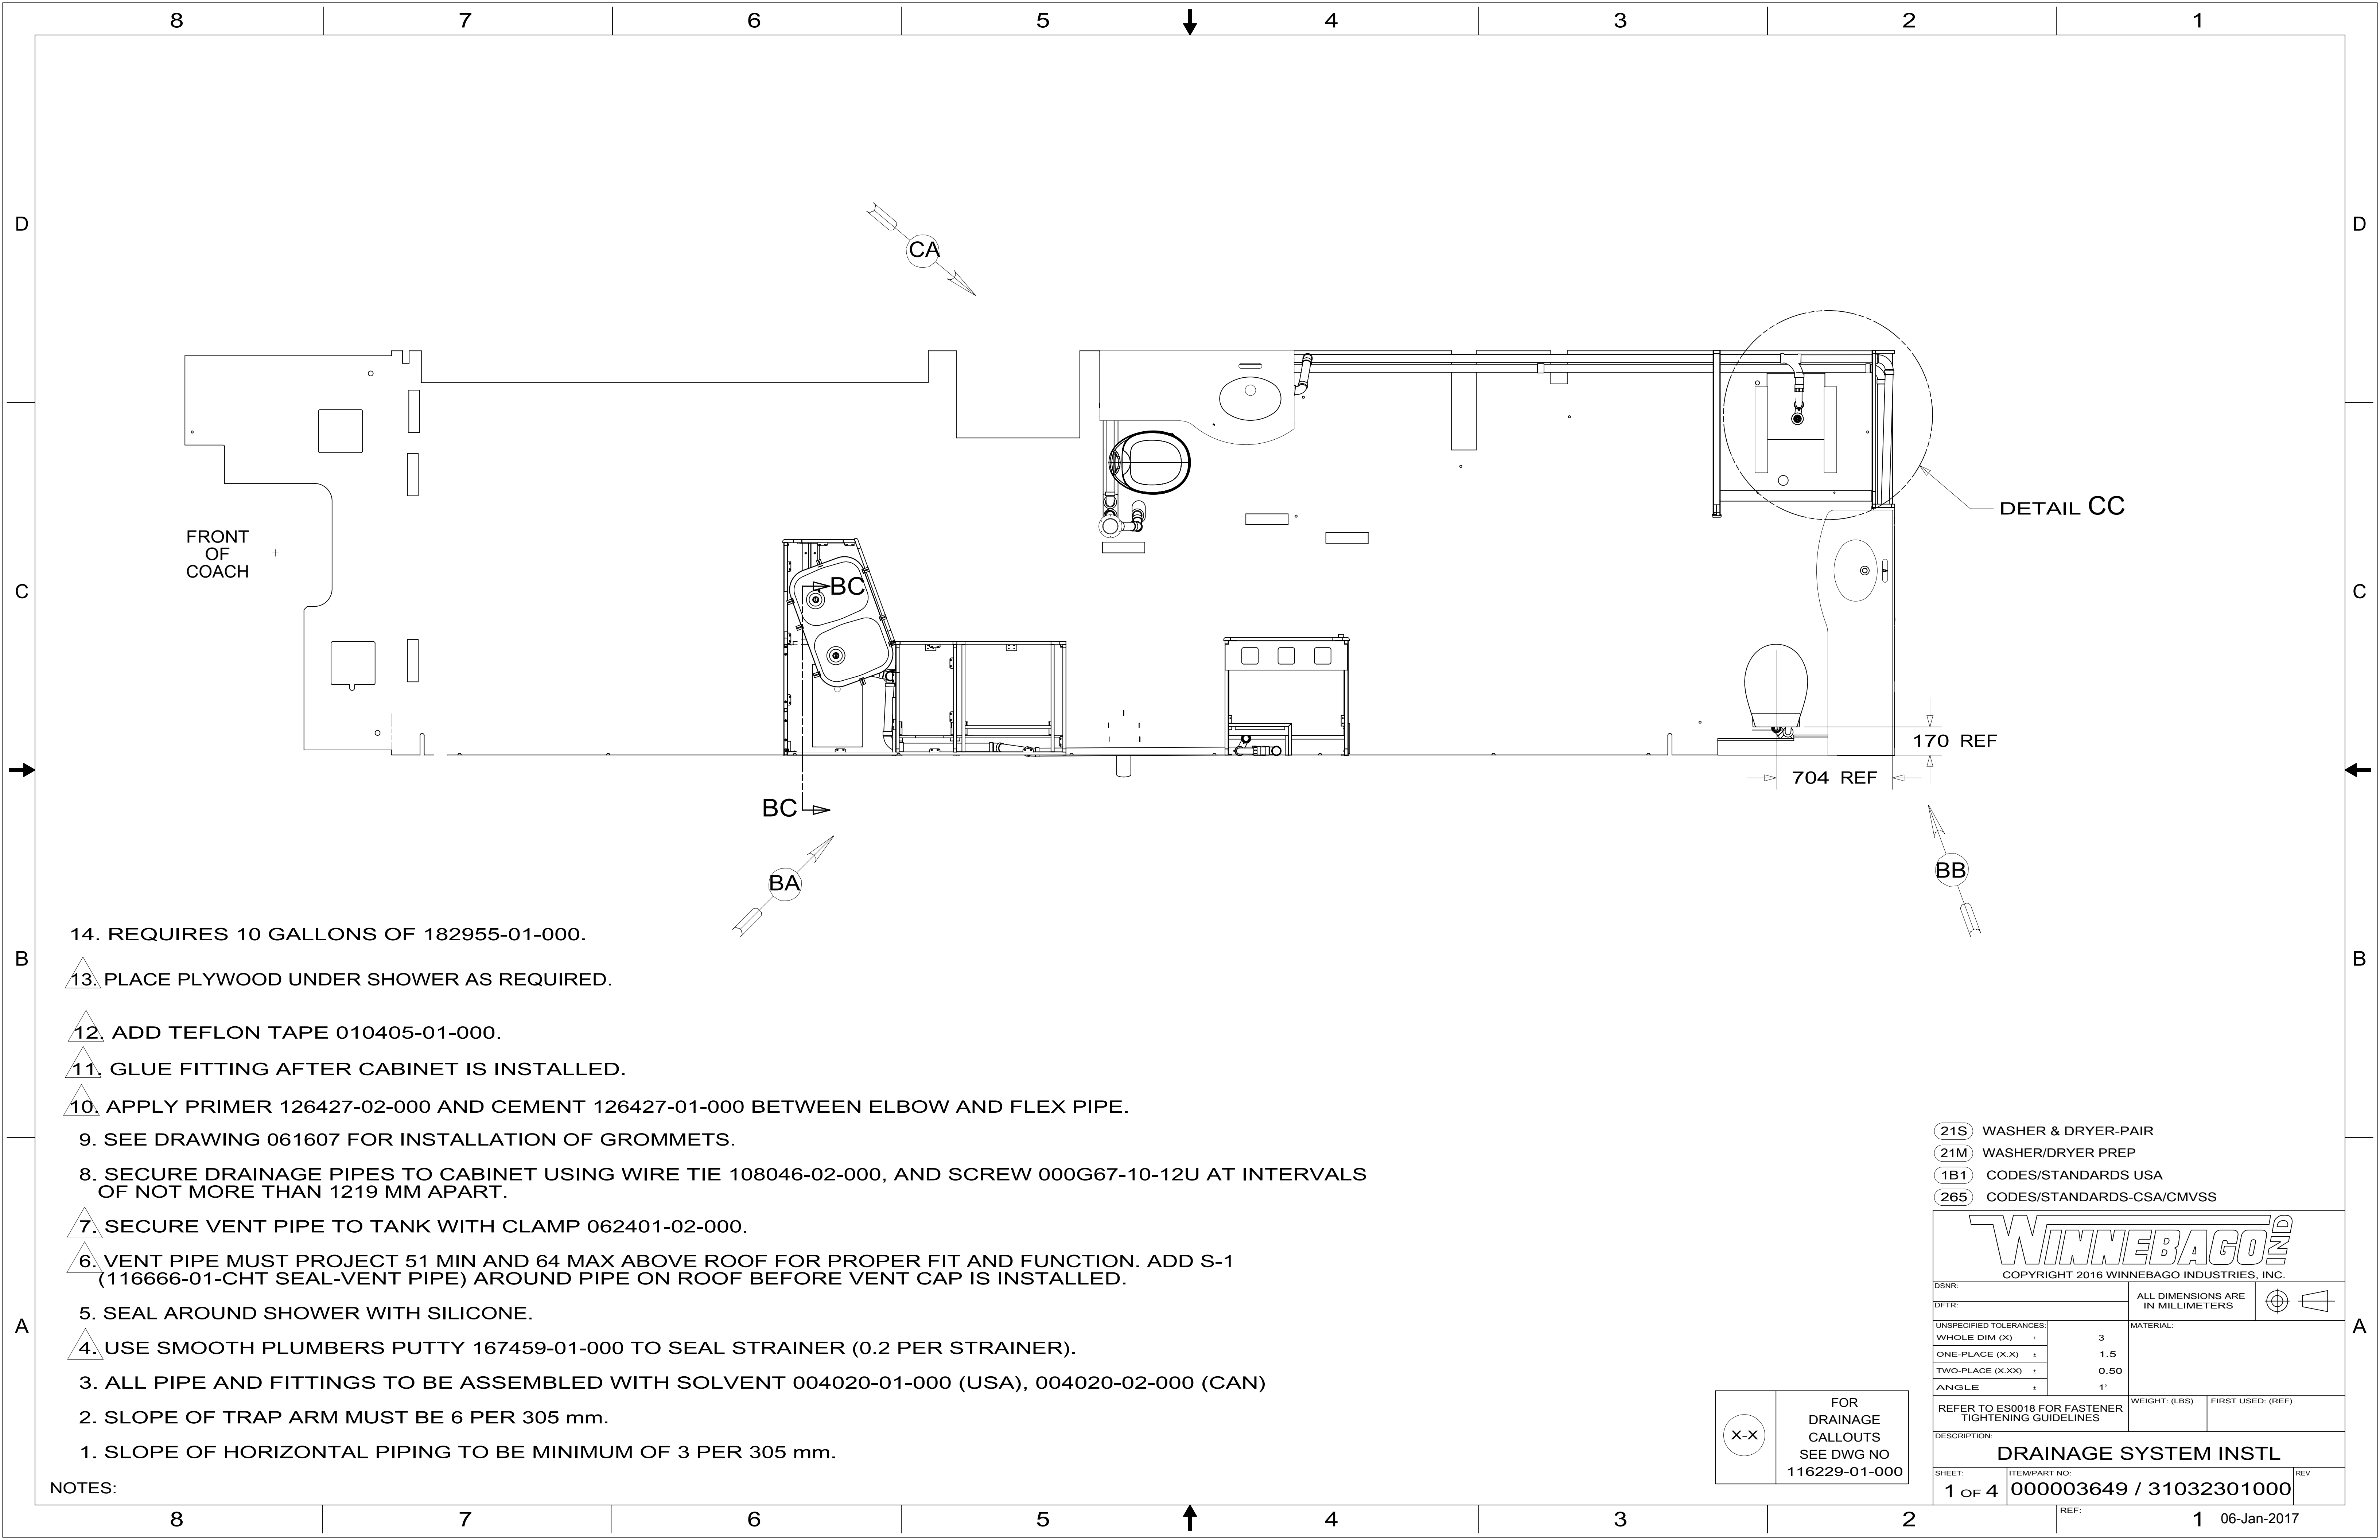 8 7 6 5 4 3 2 1
D D
CA
DETAIL CC
FRONT
OF
COACH
C C
BC
170 REF
704 REF
BC
BA
BB
14. REQUIRES 10 GALLONS OF 182955-01-000.
B B
13. PLACE PLYWOOD UNDER SHOWER AS REQUIRED.
12. ADD TEFLON TAPE 010405-01-000.
11. GLUE FITTING AFTER CABINET IS INSTALLED.
10. APPLY PRIMER 126427-02-000 AND CEMENT 126427-01-000 BETWEEN ELBOW AND FLEX PIPE.
9. SEE DRAWING 061607 FOR INSTALLATION OF GROMMETS.
8. SECURE DRAINAGE PIPES TO CABINET USING WIRE TIE 108046-02-000, AND SCREW 000G67-10-12U AT INTERVALS
OF NOT MORE THAN 1219 MM APART.
7. SECURE VENT PIPE TO TANK WITH CLAMP 062401-02-000.
6. VENT PIPE MUST PROJECT 51 MIN AND 64 MAX ABOVE ROOF FOR PROPER FIT AND FUNCTION. ADD S-1
(116666-01-CHT SEAL-VENT PIPE) AROUND PIPE ON ROOF BEFORE VENT CAP IS INSTALLED.
5. SEAL AROUND SHOWER WITH SILICONE.
A A
4. USE SMOOTH PLUMBERS PUTTY 167459-01-000 TO SEAL STRAINER (0.2 PER STRAINER).
3. ALL PIPE AND FITTINGS TO BE ASSEMBLED WITH SOLVENT 004020-01-000 (USA), 004020-02-000 (CAN)
2. SLOPE OF TRAP ARM MUST BE 6 PER 305 mm.
1. SLOPE OF HORIZONTAL PIPING TO BE MINIMUM OF 3 PER 305 mm.
NOTES:
X-X
FOR
DRAINAGE
CALLOUTS
SEE DWG NO
116229-01-000
21S WASHER & DRYER-PAIR
21M WASHER/DRYER PREP
1B1 CODES/STANDARDS USA
265 CODES/STANDARDS-CSA/CMVSS
WINNEBAGO IND
COPYRIGHT 2016 WINNEBAGO INDUSTRIES, INC.
DSNR:
DFTR:
ALL DIMENSIONS ARE
IN MILLIMETERS
UNSPECIFIED TOLERANCES:
WHOLE DIM (X) ± 3
ONE-PLACE (X.X) ± 1.5
TWO-PLACE (X.XX) ± 0.50
ANGLE ± 1°
MATERIAL:
REFER TO ES0018 FOR FASTENER
TIGHTENING GUIDELINES
WEIGHT: (LBS)
FIRST USED: (REF)
DESCRIPTION:
DRAINAGE SYSTEM INSTL
SHEET:
1 OF 4
ITEM/PART NO:
000003649 / 31032301000
REV
REF:
8 7 6 5 4 3 2 1
06-Jan-2017